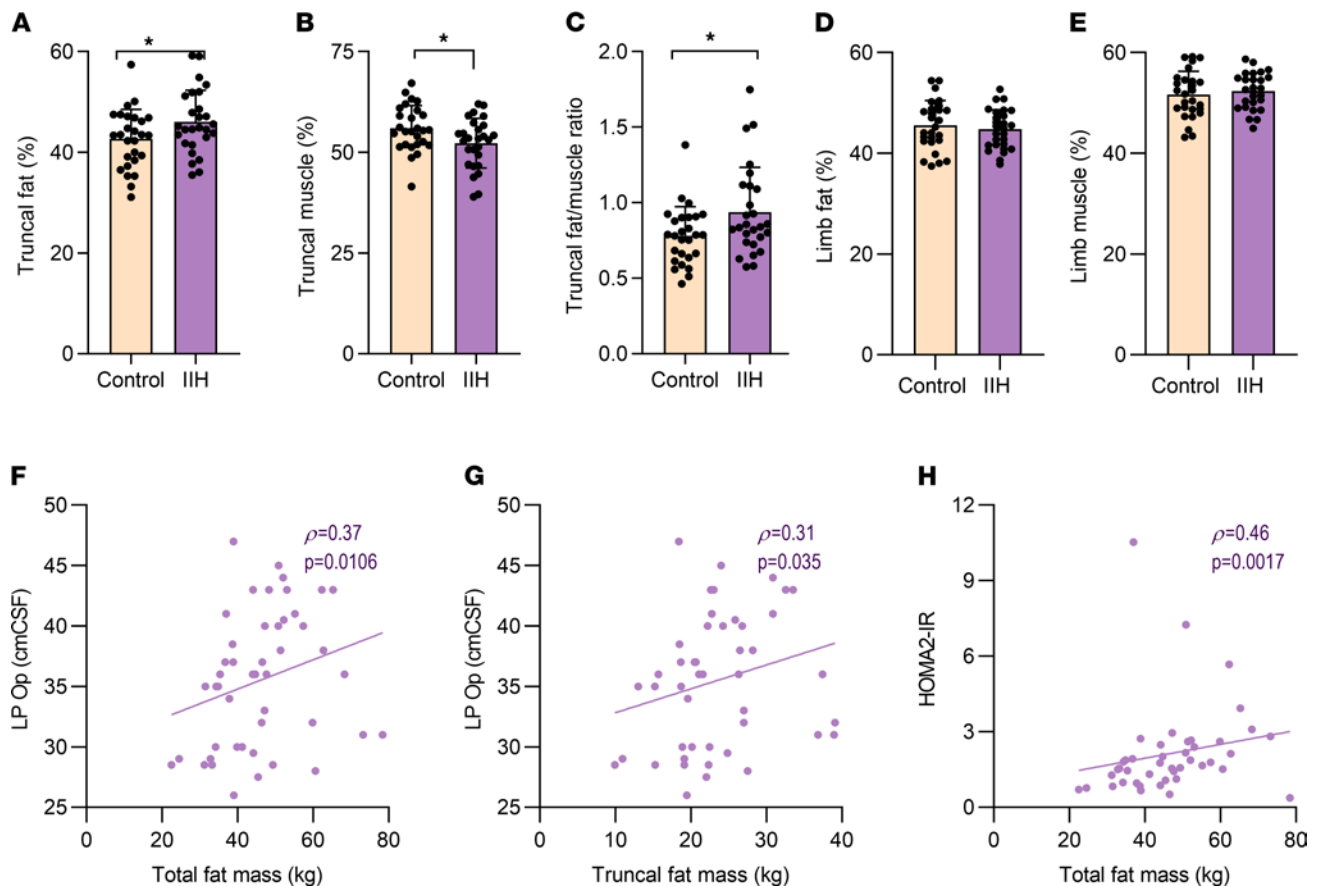 A
B
C
D
E
*
*
*
60
40
20
0
Truncal fat (%)
Control
IIH
75
50
25
0
Truncal muscle (%)
Control
IIH
2.0
1.5
1.0
0.5
0.0
Truncal fat/muscle ratio
Control
IIH
60
40
20
0
Limb fat (%)
Control
IIH
60
40
20
0
Limb muscle (%)
Control
IIH
F
G
H
50
45
40
35
30
25
LP Op (cmCSF)
ρ=0.37
p=0.0106
0
20
40
60
80
Total fat mass (kg)
50
45
40
35
30
25
LP Op (cmCSF)
ρ=0.31
p=0.035
0
10
20
30
40
Truncal fat mass (kg)
12
9
6
3
0
HOMA2-IR
ρ=0.46
p=0.0017
0
20
40
60
80
Total fat mass (kg)